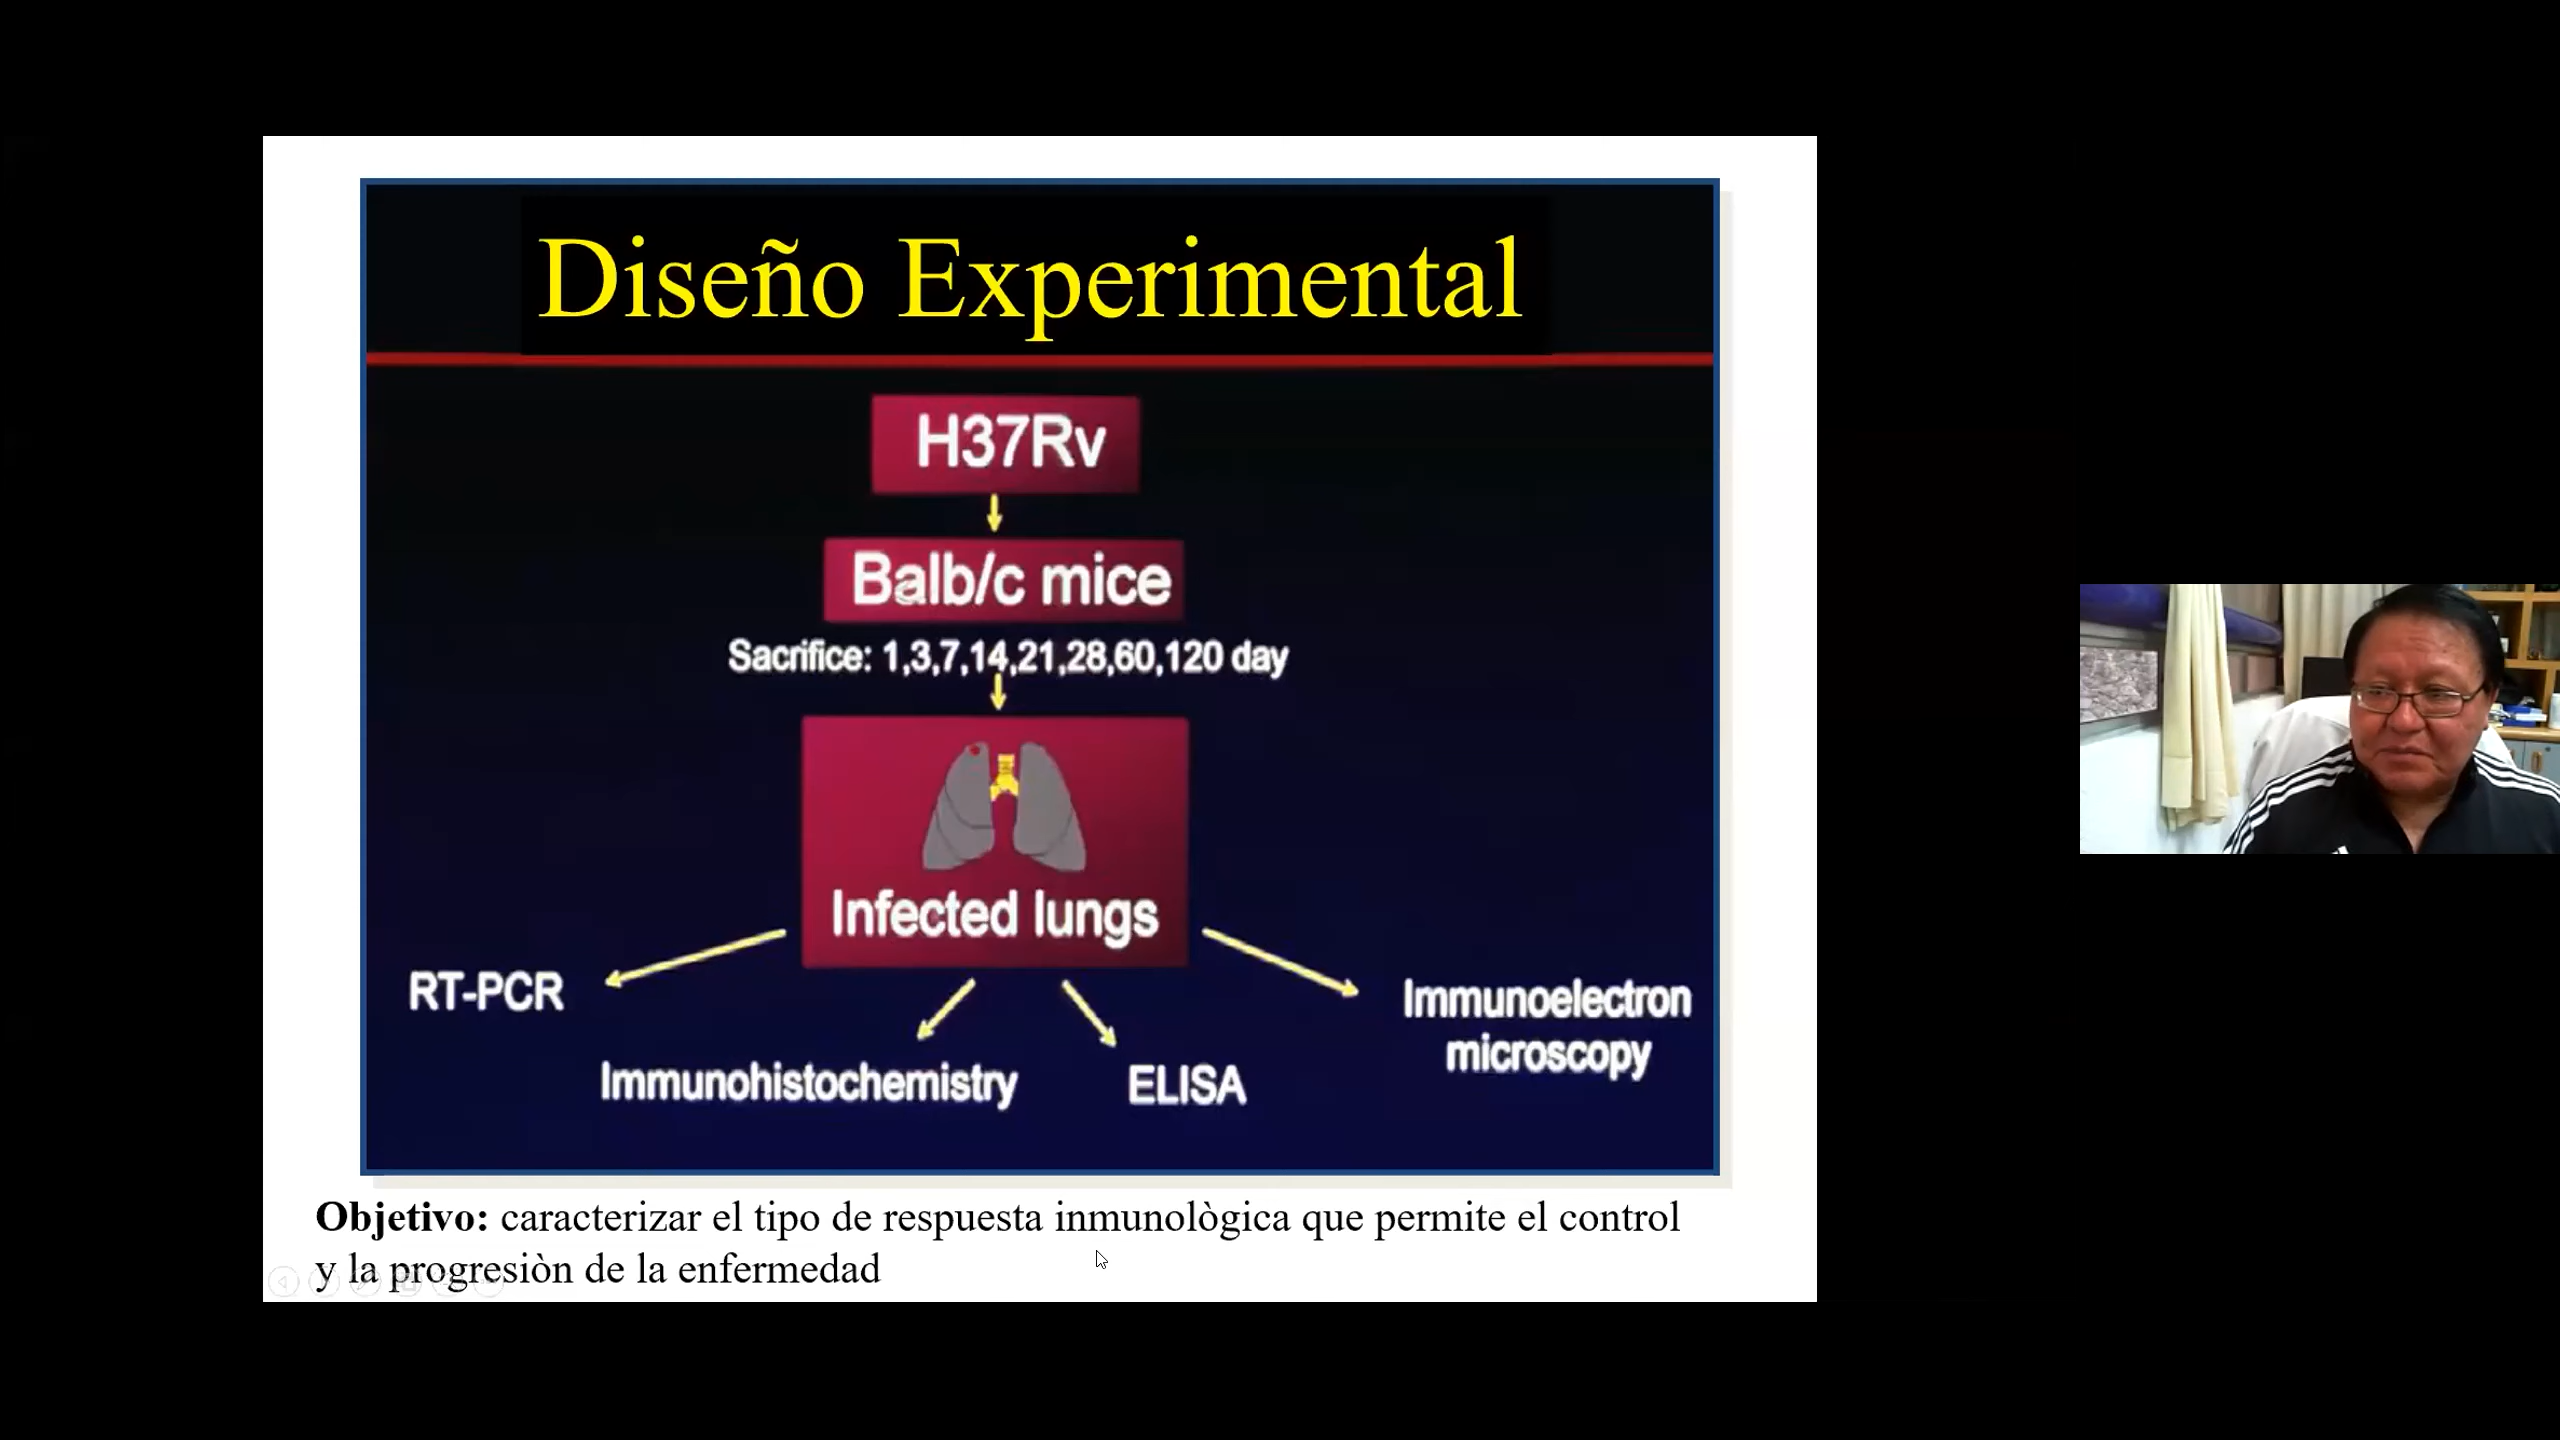 Diseño Experimental
H37Rv
Balb/c mice
Sacrifice: 1,3,7,14,21,28,60,120 day
Infected lungs
RT-PCR
Immunohistochemistry
ELISA
Immunoelectron
microscopy
Objetivo: caracterizar el tipo de respuesta inmunològica que permite el control
y la progresiòn de la enfermedad